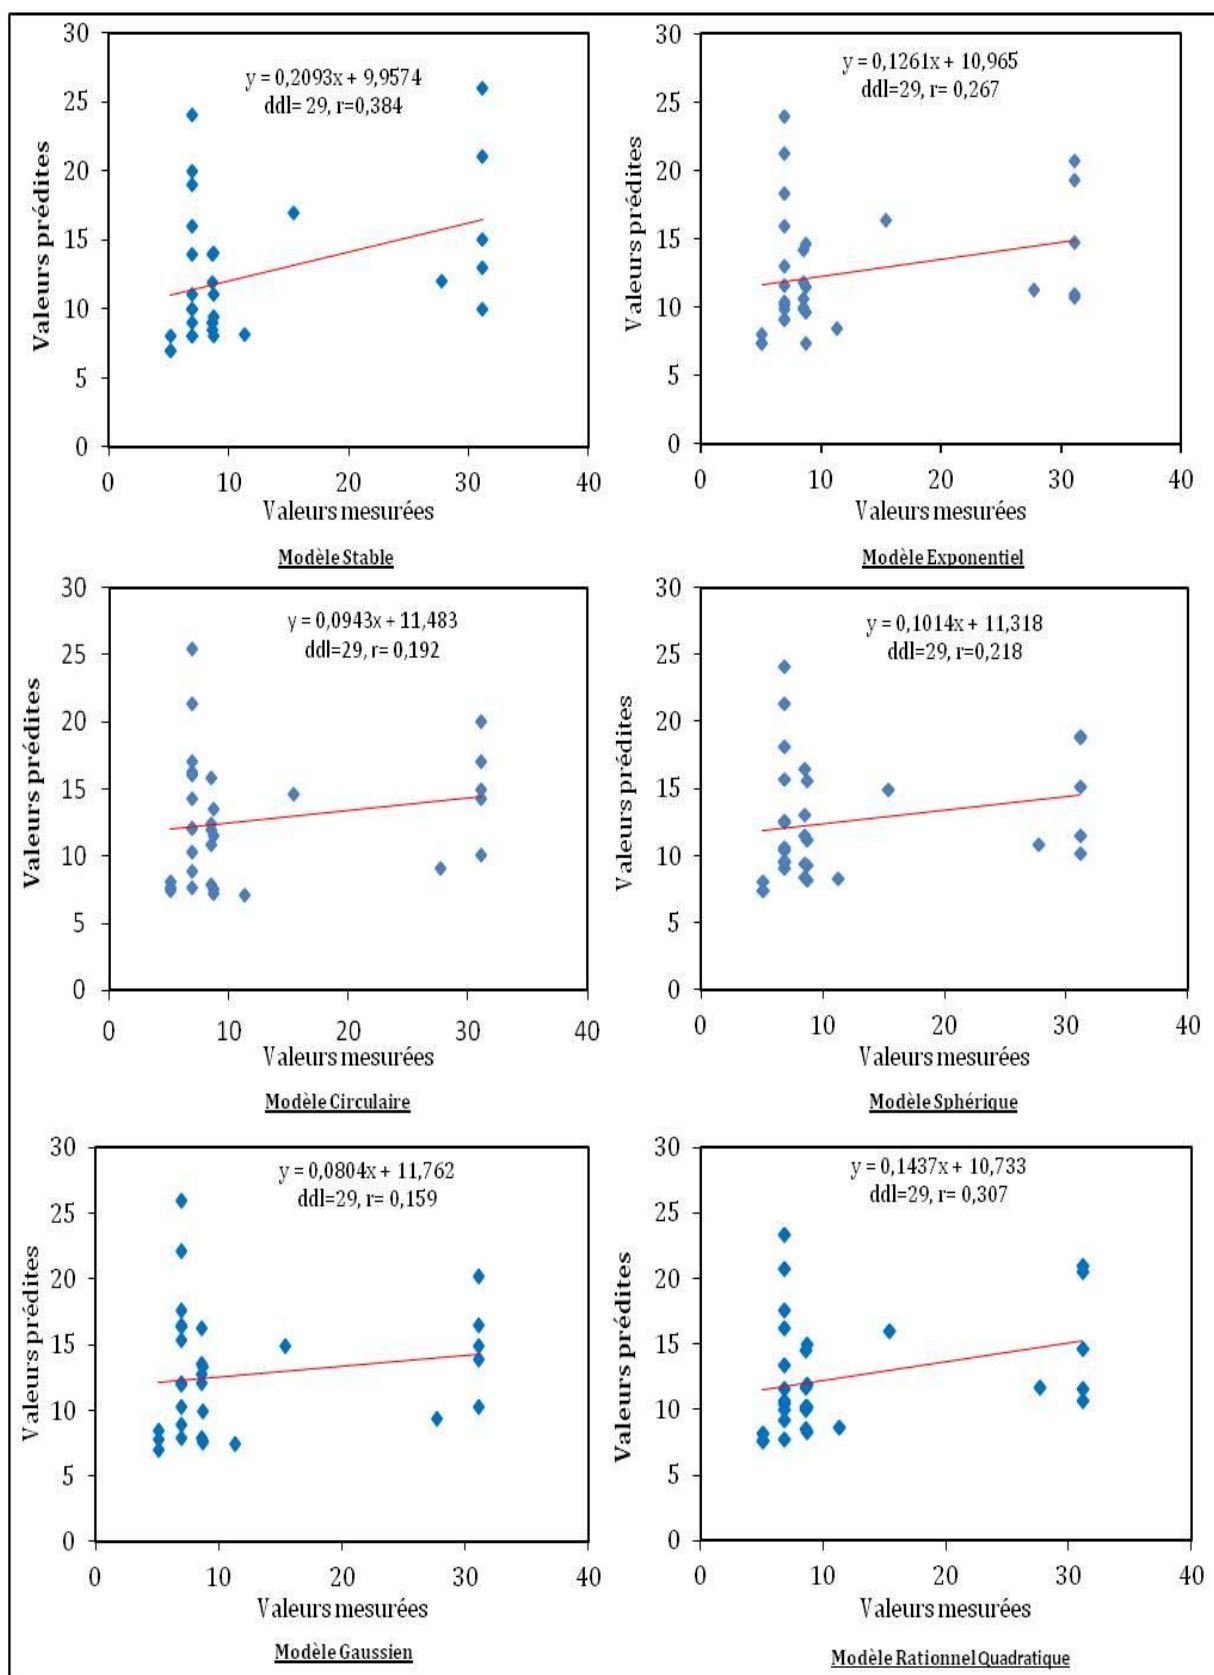 30
25
20
15
10
5
0
Valeurs prédites
y = 0,2093x + 9,9574
ddl= 29, r=0,384
0 10 20 30 40
Valeurs mesurées
Modèle Stable
30
25
20
15
10
5
0
Valeurs prédites
y = 0,1261x + 10,965
ddl=29, r= 0,267
0 10 20 30 40
Valeurs mesurées
Modèle Exponentiel
30
25
20
15
10
5
0
Valeurs prédites
y = 0,0943x + 11,483
ddl=29, r= 0,192
0 10 20 30 40
Valeurs mesurées
Modèle Circulaire
30
25
20
15
10
5
0
Valeurs prédites
y = 0,1014x + 11,318
ddl=29, r=0,218
0 10 20 30 40
Valeurs mesurées
Modèle Sphérique
30
25
20
15
10
5
0
Valeurs prédites
y = 0,0804x + 11,762
ddl=29, r= 0,159
0 10 20 30 40
Valeurs mesurées
Modèle Gaussien
30
25
20
15
10
5
0
Valeurs prédites
y = 0,1437x + 10,733
ddl=29, r= 0,307
0 10 20 30 40
Valeurs mesurées
Modèle Rationnel Quadratique